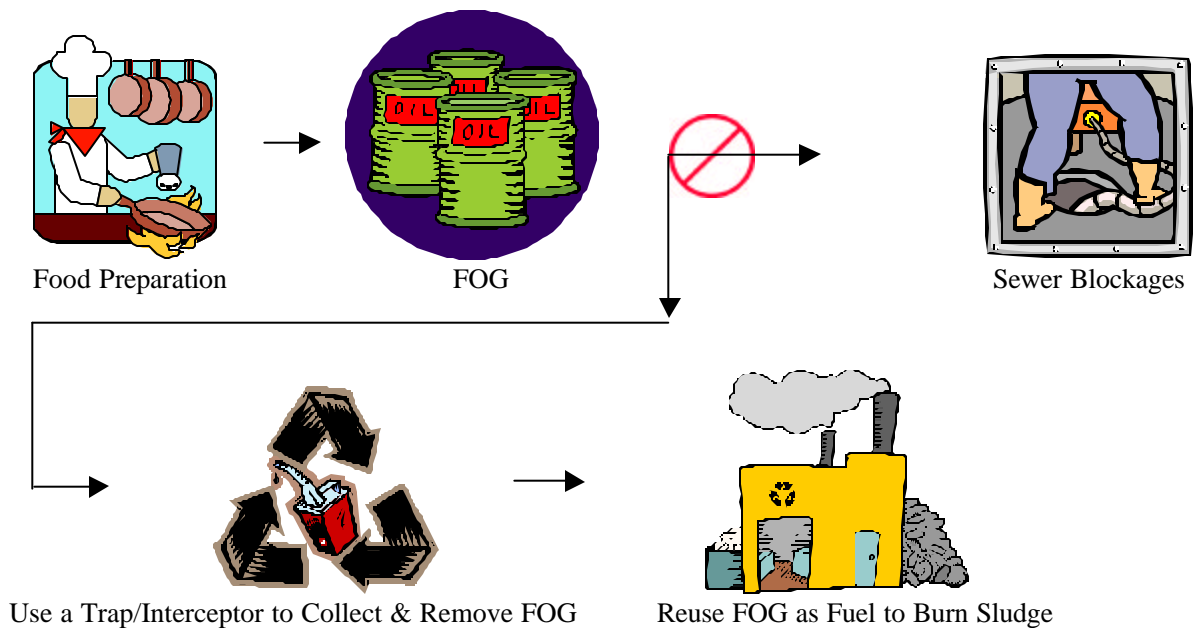 OIL
OIL
OIL
OIL
Food Preparation
FOG
Sewer Blockages
Use a Trap/Interceptor to Collect & Remove FOG
Reuse FOG as Fuel to Burn Sludge